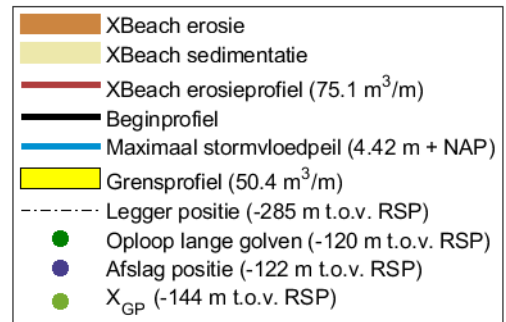 XBeach erosie
XBeach sedimentatie
XBeach erosieprofiel (75.1 m³/m)
Beginprofiel
Maximaal stormvloedpeil (4.42 m + NAP)
Grensprofiel (50.4 m³/m)
Legger positie (-285 m t.o.v. RSP)
Oploop lange golven (-120 m t.o.v. RSP)
Afslag positie (-122 m t.o.v. RSP)
X_GP (-144 m t.o.v. RSP)